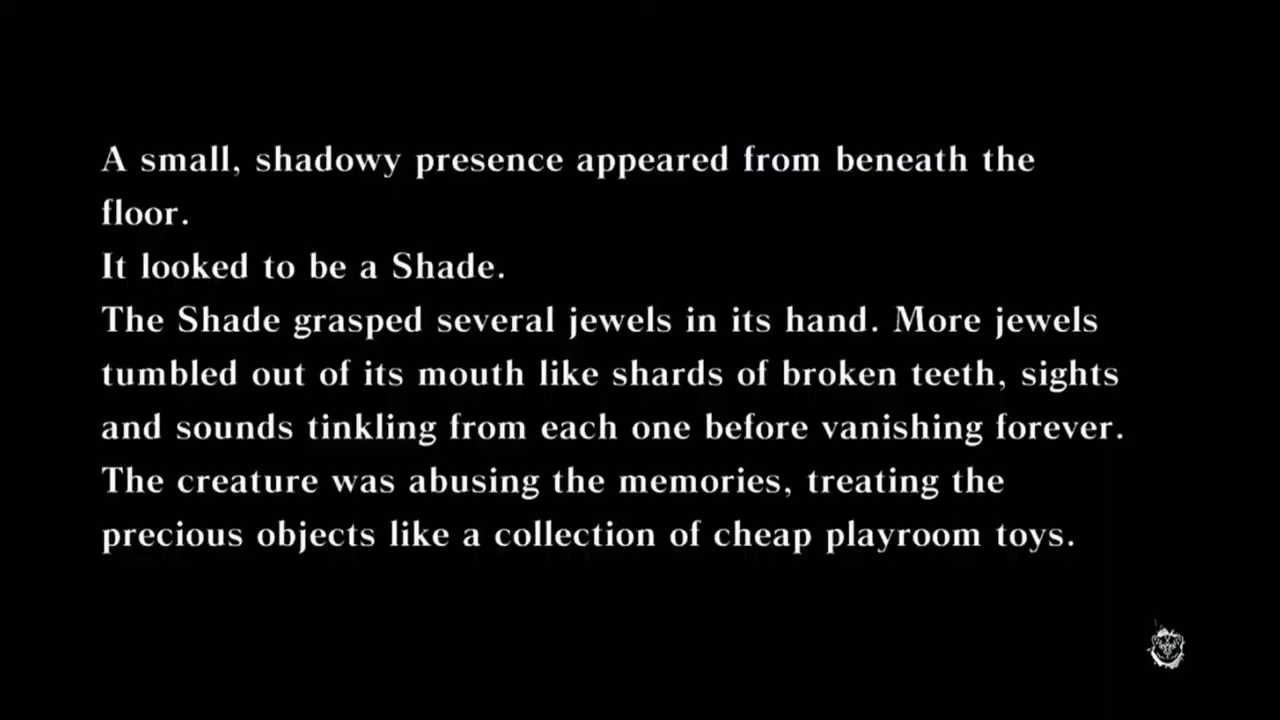 A small, shadowy presence appeared from beneath the
floor.
It looked to be a Shade.
The Shade grasped several jewels in its hand. More jewels
tumbled out of its mouth like shards of broken teeth, sights
and sounds tinkling from each one before vanishing forever.
The creature was abusing the memories, treating the
precious objects like a collection of cheap playroom toys.